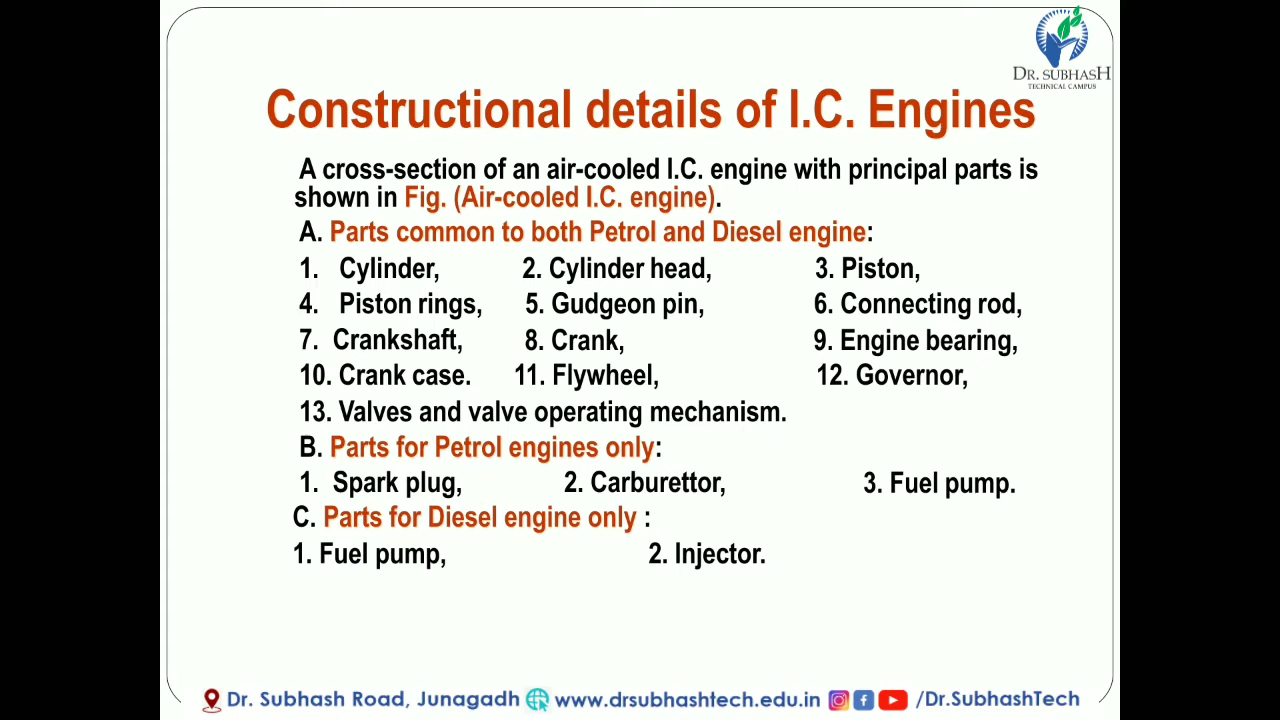 DR. SUBHASH
TECHNICAL CAMPUS
Constructional details of I.C. Engines
A cross-section of an air-cooled I.C. engine with principal parts is
shown in Fig. (Air-cooled I.C. engine).
A. Parts common to both Petrol and Diesel engine:
1. Cylinder, 2. Cylinder head, 3. Piston,
4. Piston rings, 5. Gudgeon pin, 6. Connecting rod,
7. Crankshaft, 8. Crank, 9. Engine bearing,
10. Crank case. 11. Flywheel, 12. Governor,
13. Valves and valve operating mechanism.
B. Parts for Petrol engines only:
1. Spark plug, 2. Carburettor, 3. Fuel pump.
C. Parts for Diesel engine only :
1. Fuel pump, 2. Injector.
Dr. Subhash Road, Junagadh www.drsubhashtech.edu.in /Dr.SubhashTech